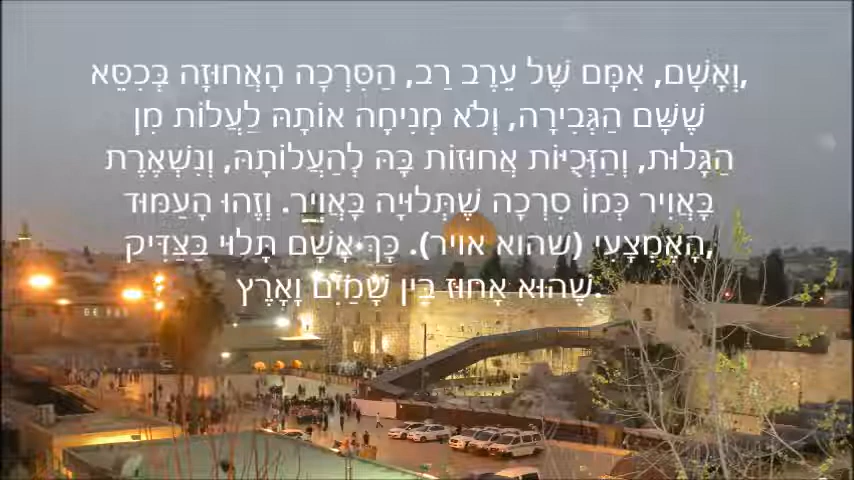 וְאָשָׁם, אִמָּם שֶׁל עֵרֶב רַב, הַסִּרְכָה הָאֲחוּזָה בְּכִסֵּא,
שֶׁשָּׁם הַגְּבִירָה, וְלֹא מְנִיחָה אוֹתָהּ לַעֲלוֹת מִן
הַגָּלוּת, וְהַזְּכֻיּוֹת אֲחוּזוֹת בָּהּ לְהַעֲלוֹתָהּ, וְנִשְׁאֶרֶת
בָּאֲוִיר כְּמוֹ סִרְכָה שֶׁתְּלוּיָה בָּאֲוִיר. וְזֶהוּ הָעַמּוּד
הָאֶמְצָעִי (שהוא אויר). כָּךְ אָשָׁם תָּלוּי בַּצַּדִּיק,
שֶׁהוּא אָחוּז בֵּין שָׁמַיִם וָאָרֶץ.